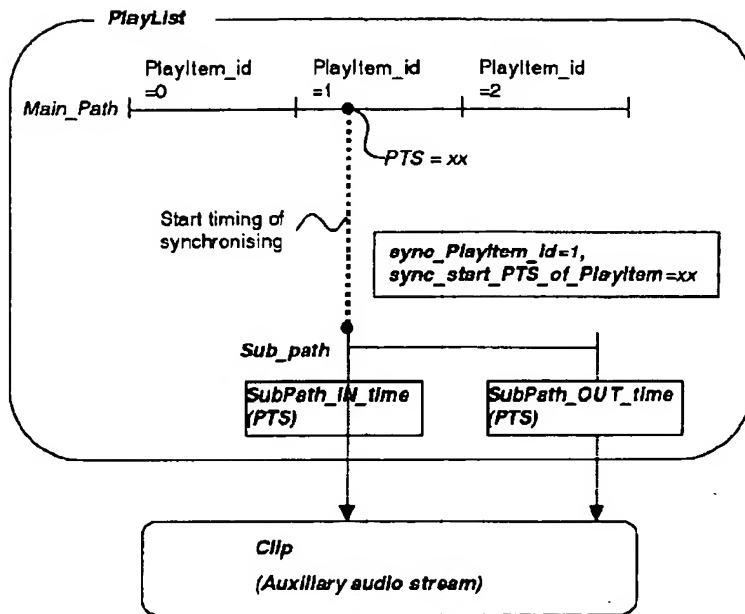 PlayList
PlayItem_id
=0
PlayItem_id
=1
PlayItem_id
=2
Main_Path
PTS = xx
Start timing of
synchronising
sync_PlayItem_id=1,
sync_start_PTS_of_PlayItem=xx
Sub_path
SubPath_IN_time
(PTS)
SubPath_OUT_time
(PTS)
Clip
(Auxiliary audio stream)